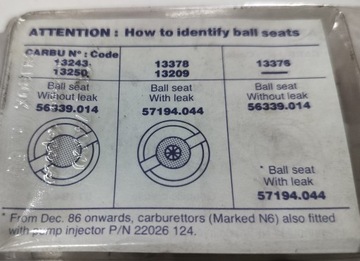 ATTENTION : How to identify ball seats
CARBU Nº : Code
13243
13250
Ball seat
Without leak
56339.014
13378
13209
Ball seat
With leak
57194.044
13376
Ball seat
Without leak
56339.014
* Ball seat
With leak
57194.044
* From Dec. 86 onwards, carburettors (Marked N6) also fitted
with pump injector P/N 22026 124.